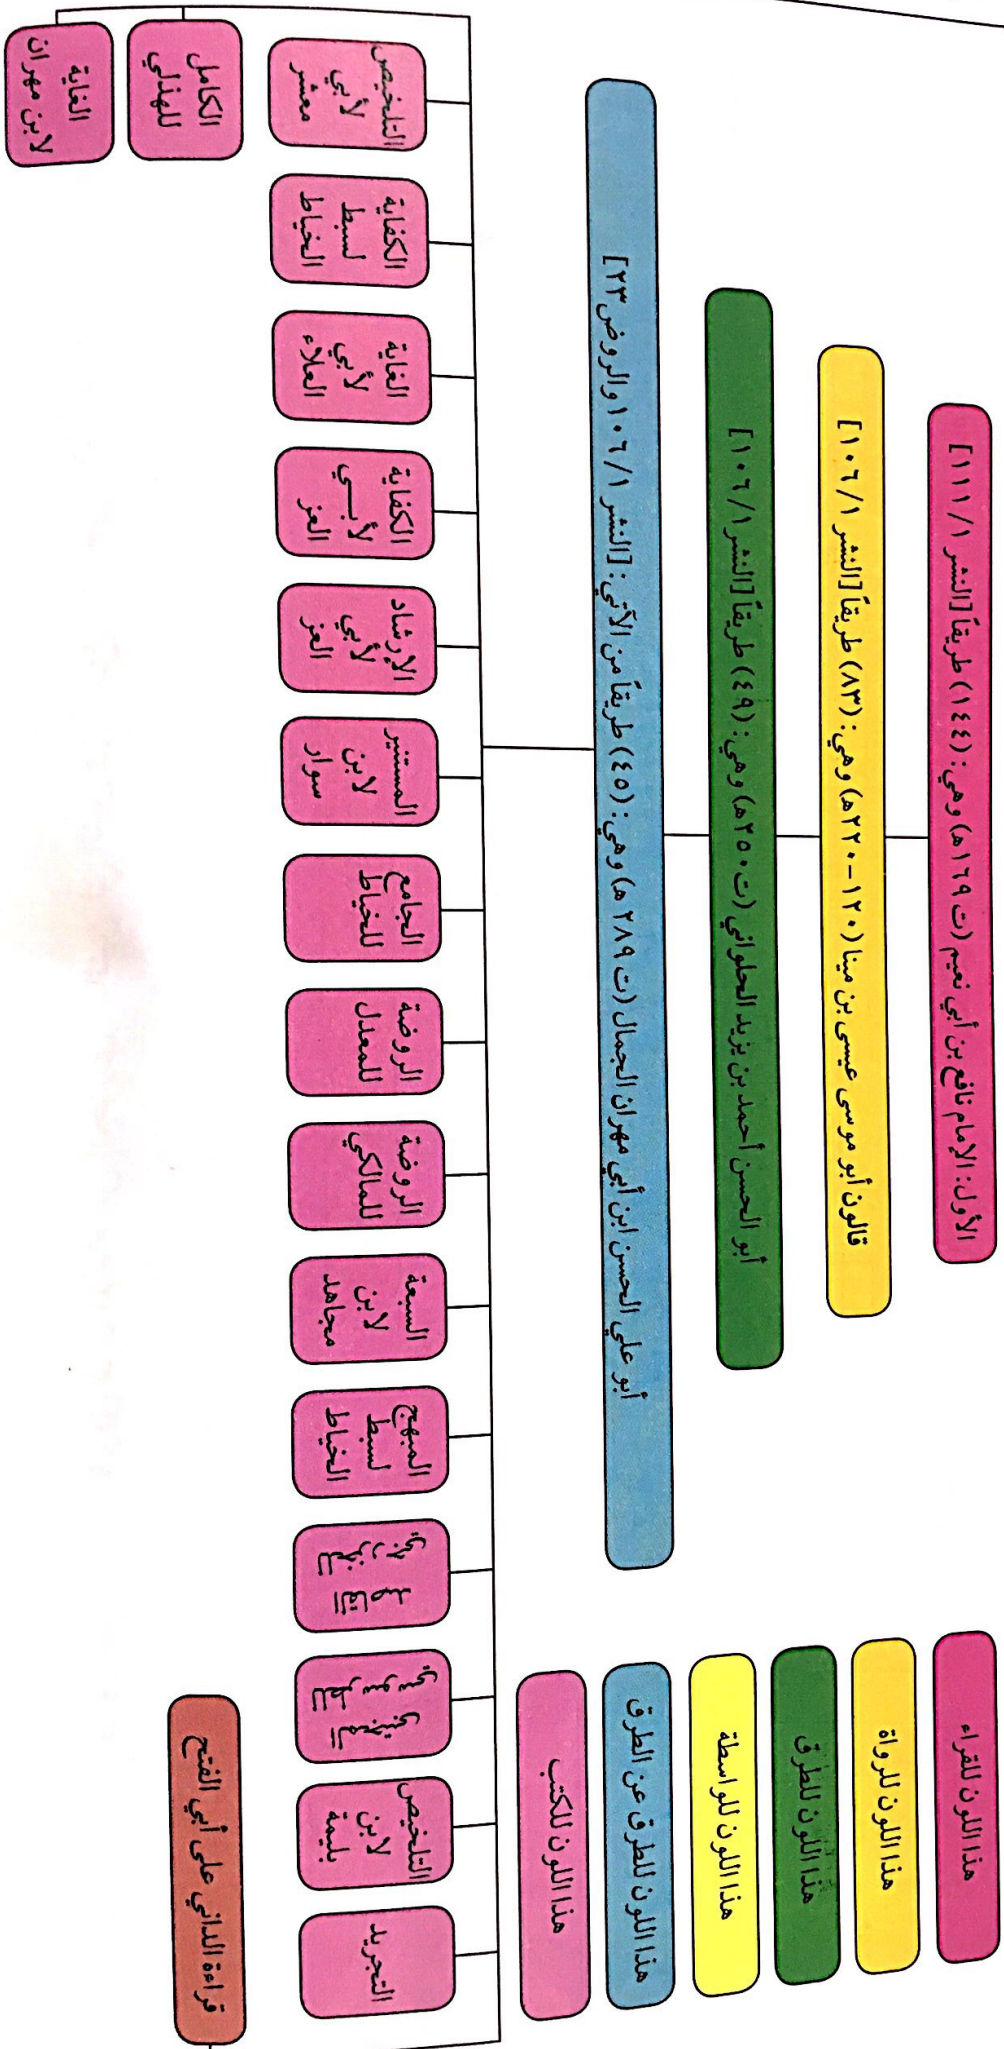 الأول: الإمام نافع بن أبي نعيم (ت ١٦٩ ه) وهي: (١٤٤) طريقاً [النشر ١/ ١١١]
قالون أبو موسى عيسى بن مينا (١٢٠-٢٢٠ه) وهي: (٨٣) طريقاً [النشر ١/ ١٠٦]
أبو الحسن أحمد بن يزيد الحلواني (ت ٢٥٠ه) وهي: (٤٩) طريقاً [النشر ١/ ١٠٦]
أبو علي الحسن ابن أبي مهران الجمال (ت ٢٨٩ ه) وهي: (٤٥) طريقاً من الآتي: [النشر ١/ ١٠٦ والروض ٢٣]
هذا اللون للقراء
هذا اللون للرواة
هذا اللون للطرق
هذا اللون للواسطة
هذا اللون للطرق عن الطرق
هذا اللون للكتب
التجريد
التلخيص
لابن
بليمة
المبهج
لسبط
الخياط
السبعة
لابن
مجاهد
الروضة
للمالكي
الروضة
للمعدل
الجامع
للخياط
المستنير
لابن
سوار
الإرشاد
لأبي
العز
الكفاية
لأبي
العز
الغاية
لأبي
العلاء
الكفاية
لسبط
الخياط
التلخيص
لأبي
معشر
الكامل
للهذلي
الغاية
لابن مهران
قراءة الداني على أبي الفتح